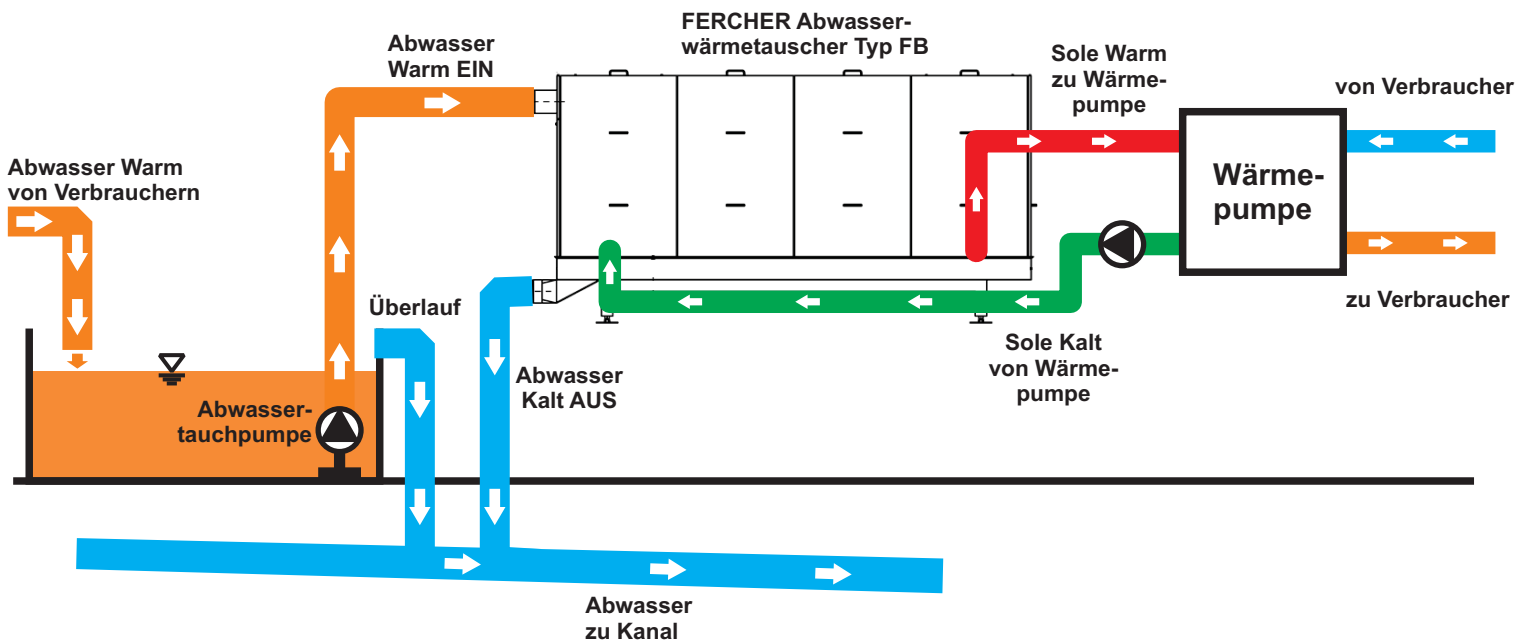 FERCHER Abwasser-
wärmetauscher Typ FB
Abwasser
Warm EIN
Sole Warm
zu Wärme-
pumpe
von Verbraucher
Abwasser Warm
von Verbrauchern
Wärme-
pumpe
Überlauf
zu Verbraucher
Sole Kalt
von Wärme-
pumpe
Abwasser
Kalt AUS
Abwasser-
tauchpumpe
Abwasser
zu Kanal